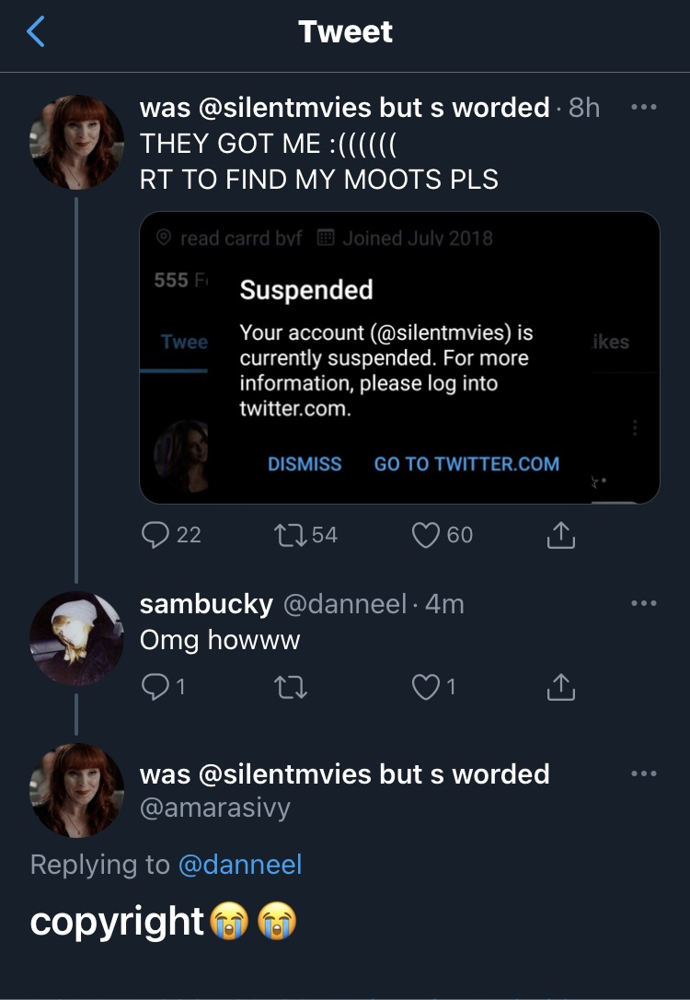 Tweet
was @silentmvies but s worded · 8h
THEY GOT ME :((((((
RT TO FIND MY MOOTS PLS
read carrd byf Joined July 2018
555
Suspended
Your account (@silentmvies) is
Twee
ikes
currently suspended. For more
information, please log into
twitter.com.
DISMISS GO TO TWITTER.COM
22 54 60
sambucky @danneel · 4m
Omg howww
1 1
was @silentmvies but s worded
@amarasivy
Replying to @danneel
copyright😭😭